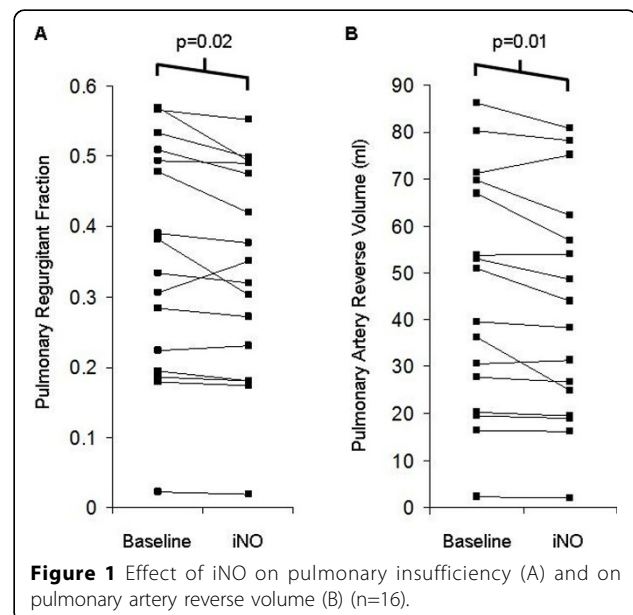 A
p=0.02
Pulmonary Regurgitant Fraction
0.6
0.5
0.4
0.3
0.2
0.1
0
Baseline iNO
B
p=0.01
Pulmonary Artery Reverse Volume (ml)
90
80
70
60
50
40
30
20
10
0
Baseline iNO
Figure 1 Effect of iNO on pulmonary insufficiency (A) and on
pulmonary artery reverse volume (B) (n=16).